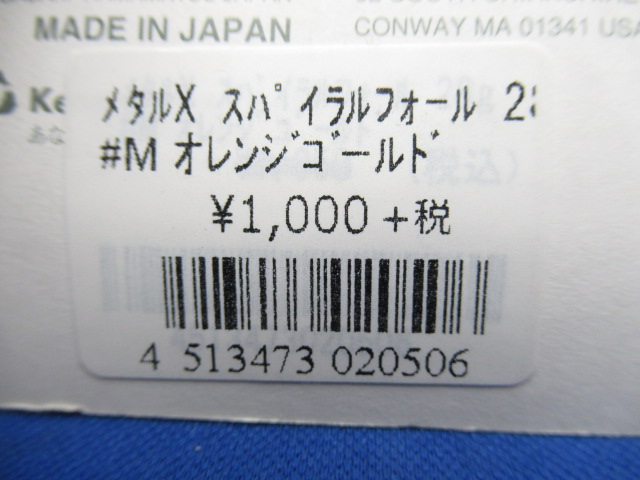 MADE IN JAPAN
CONWAY MA 01341 USA
Ke
ﾒﾀﾙX ｽﾊﾟｲﾗﾙﾌｫｰﾙ 2
#M ｵﾚﾝｼﾞｺﾞｰﾙﾄﾞ
¥1,000 +税
4 513473 020506